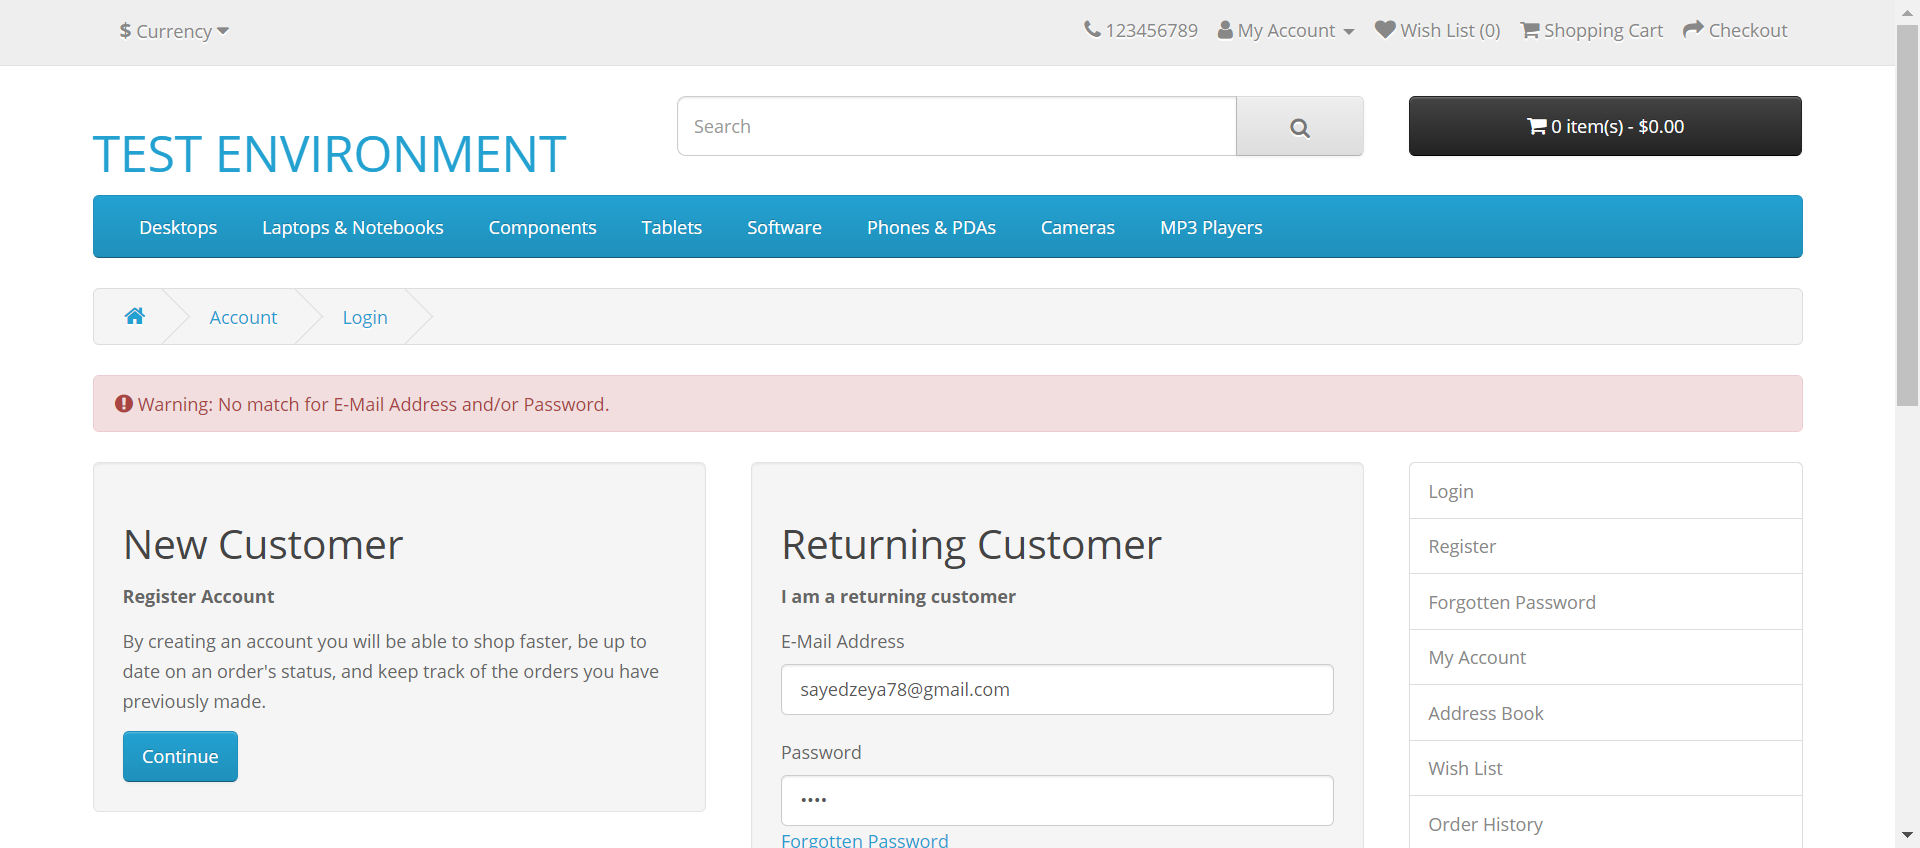 $ Currency
123456789 My Account Wish List (0) Shopping Cart Checkout
TEST ENVIRONMENT
Search
0 item(s) - $0.00
Desktops Laptops & Notebooks Components Tablets Software Phones & PDAs Cameras MP3 Players
Account Login
Warning: No match for E-Mail Address and/or Password.
New Customer
Register Account
By creating an account you will be able to shop faster, be up to
date on an order's status, and keep track of the orders you have
previously made.
Continue
Returning Customer
I am a returning customer
E-Mail Address
sayedzeya78@gmail.com
Password
••••
Forgotten Password
Login
Register
Forgotten Password
My Account
Address Book
Wish List
Order History